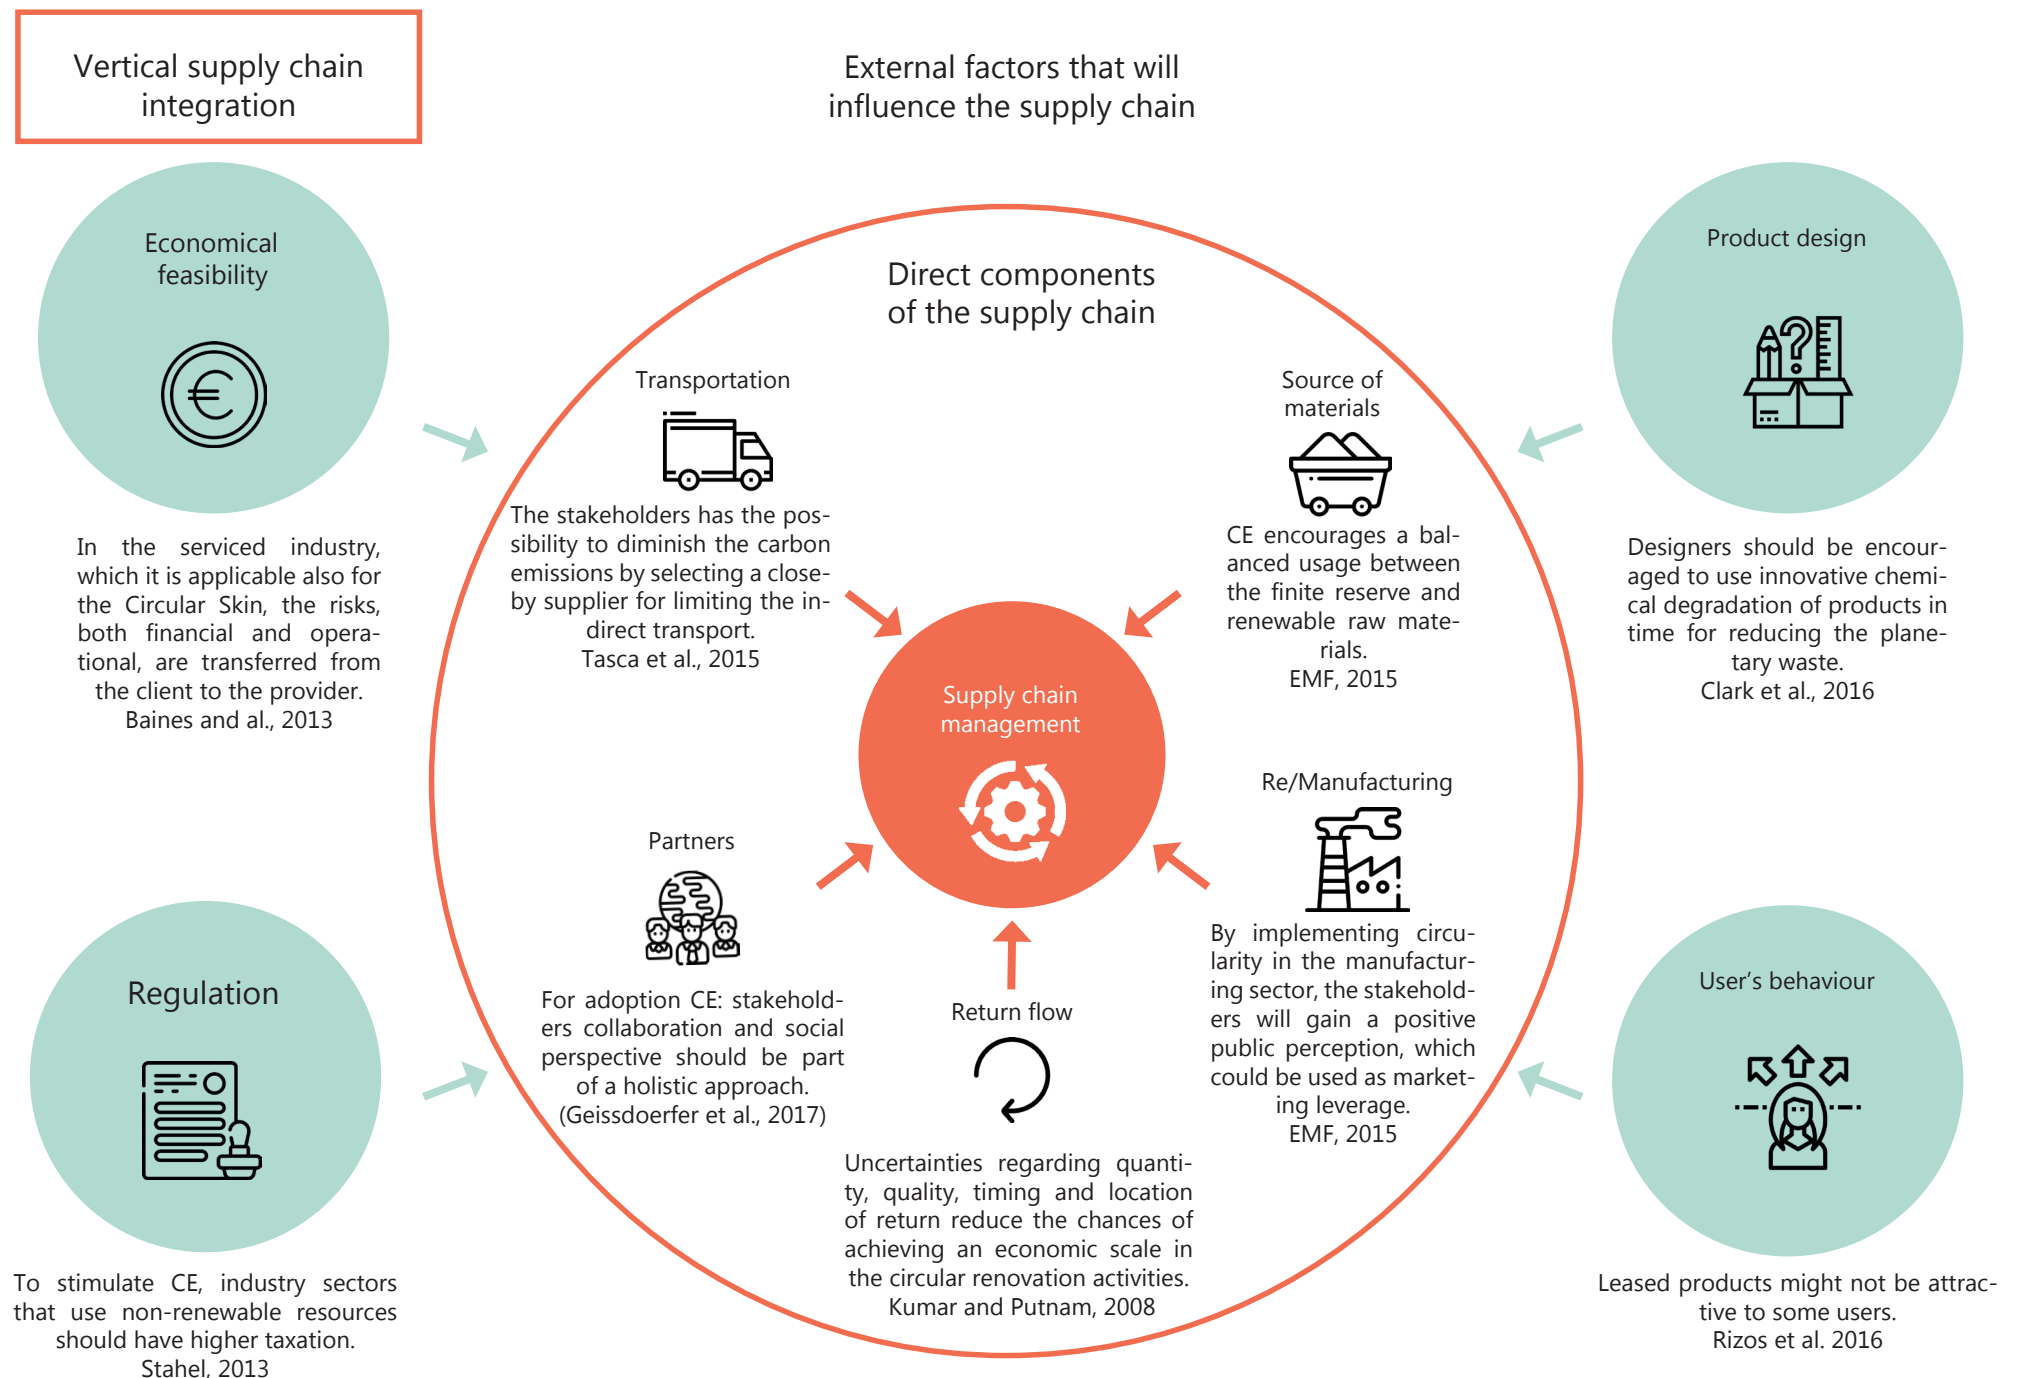 Vertical supply chain
integration
External factors that will
influence the supply chain
Economical
feasibility
€
In the serviced industry,
which it is applicable also for
the Circular Skin, the risks,
both financial and opera-
tional, are transferred from
the client to the provider.
Baines and al., 2013
Regulation
To stimulate CE, industry sectors
that use non-renewable resources
should have higher taxation.
Stahel, 2013
Direct components
of the supply chain
Transportation
The stakeholders has the pos-
sibility to diminish the carbon
emissions by selecting a close-
by supplier for limiting the in-
direct transport.
Tasca et al., 2015
Source of
materials
CE encourages a bal-
anced usage between
the finite reserve and
renewable raw mate-
rials.
EMF, 2015
Supply chain
management
Partners
For adoption CE: stakehold-
ers collaboration and social
perspective should be part
of a holistic approach.
(Geissdoerfer et al., 2017)
Return flow
Uncertainties regarding quanti-
ty, quality, timing and location
of return reduce the chances of
achieving an economic scale in
the circular renovation activities.
Kumar and Putnam, 2008
Re/Manufacturing
By implementing circu-
larity in the manufactur-
ing sector, the stakehold-
ers will gain a positive
public perception, which
could be used as market-
ing leverage.
EMF, 2015
Product design
?
Designers should be encour-
aged to use innovative chemi-
cal degradation of products in
time for reducing the plane-
tary waste.
Clark et al., 2016
User's behaviour
Leased products might not be attrac-
tive to some users.
Rizos et al. 2016